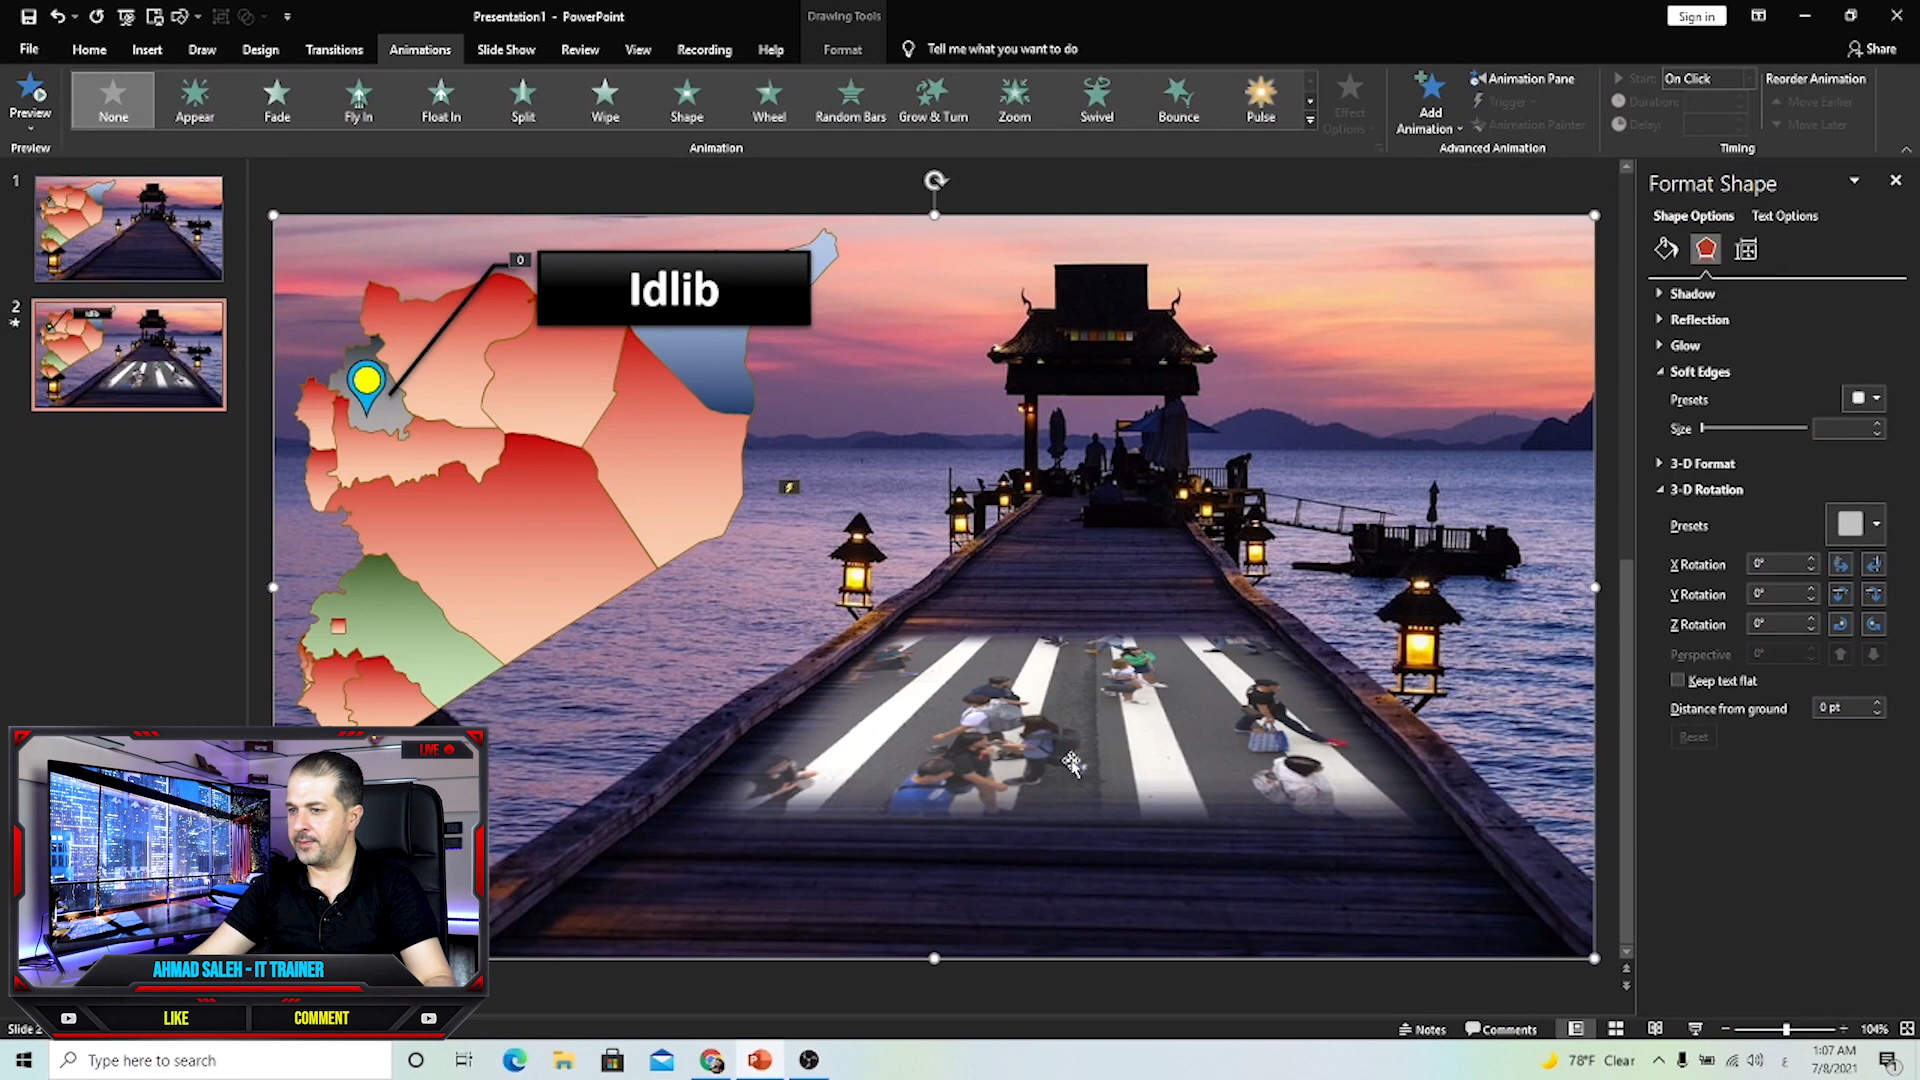 Presentation1 - PowerPoint
Drawing Tools
Sign in
File
Home
Insert
Draw
Design
Transitions
Animations
Slide Show
Review
View
Recording
Help
Format
Tell me what you want to do
Share
Preview
None
Appear
Fade
Fly In
Float In
Split
Wipe
Shape
Wheel
Random Bars
Grow & Turn
Zoom
Swivel
Bounce
Pulse
Effect
Options
Add
Animation
Animation Pane
Trigger
Animation Painter
Start:
On Click
Duration:
Delay:
Reorder Animation
Move Earlier
Move Later
Preview
Animation
Advanced Animation
Timing
1
2
Idlib
0
Idlib
Format Shape
Shape Options
Text Options
Shadow
Reflection
Glow
Soft Edges
Presets
Size
3-D Format
3-D Rotation
Presets
X Rotation
0°
Y Rotation
0°
Z Rotation
0°
Perspective
0°
Keep text flat
Distance from ground
0 pt
Reset
LIVE
AHMAD SALEH - IT TRAINER
LIKE
COMMENT
Slide 2
Notes
Comments
104%
Type here to search
78°F Clear
ع
1:07 AM
7/8/2021